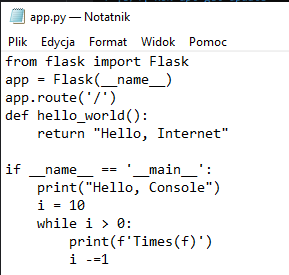 app.py — Notatnik
Plik Edycja Format Widok Pomoc
from flask import Flask
app = Flask(__name__)
app.route('/')
def hello_world():
    return "Hello, Internet"

if __name__ == '__main__':
    print("Hello, Console")
    i = 10
    while i > 0:
        print(f'Times(f)')
        i -=1